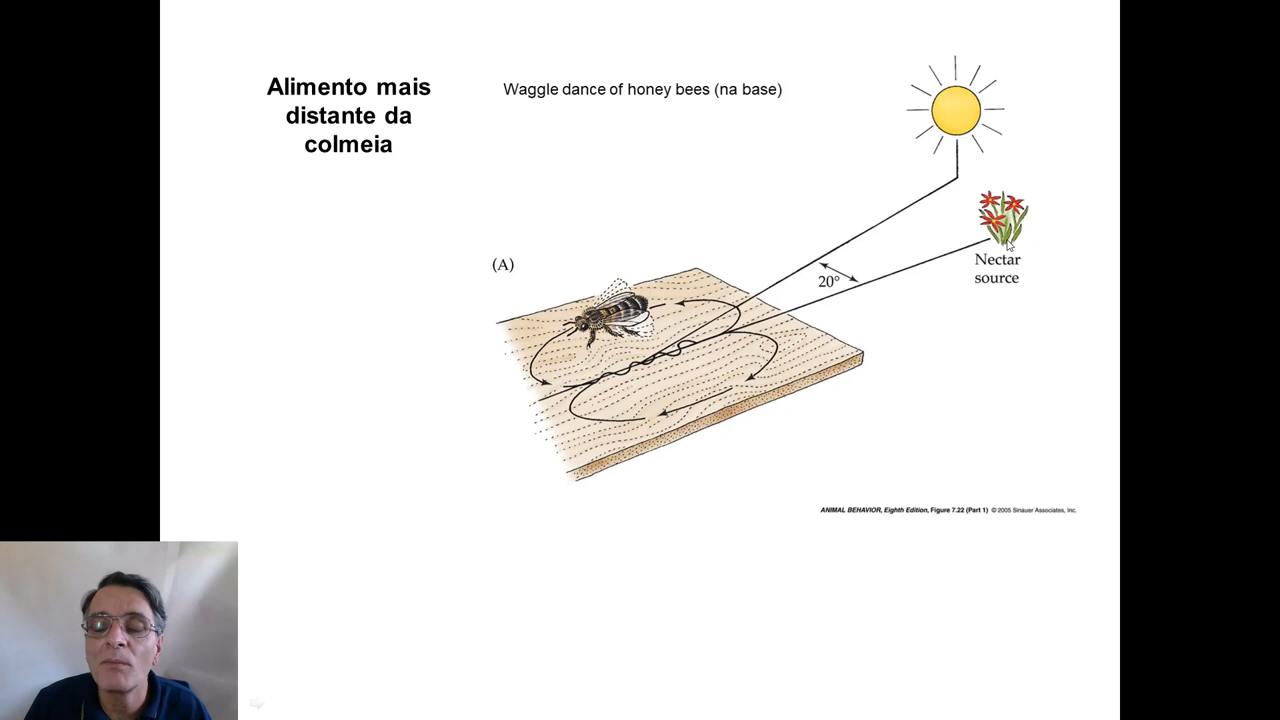 Alimento mais
distante da
colmeia
Waggle dance of honey bees (na base)
(A)
20°
Nectar
source
ANIMAL BEHAVIOR, Eighth Edition, Figure 7.22 (Part 1) © 2005 Sinauer Associates, Inc.